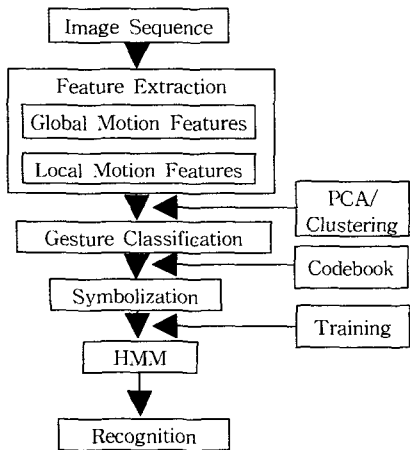 Image Sequence
Feature Extraction
Global Motion Features
Local Motion Features
PCA/
Clustering
Gesture Classification
Codebook
Symbolization
Training
HMM
Recognition